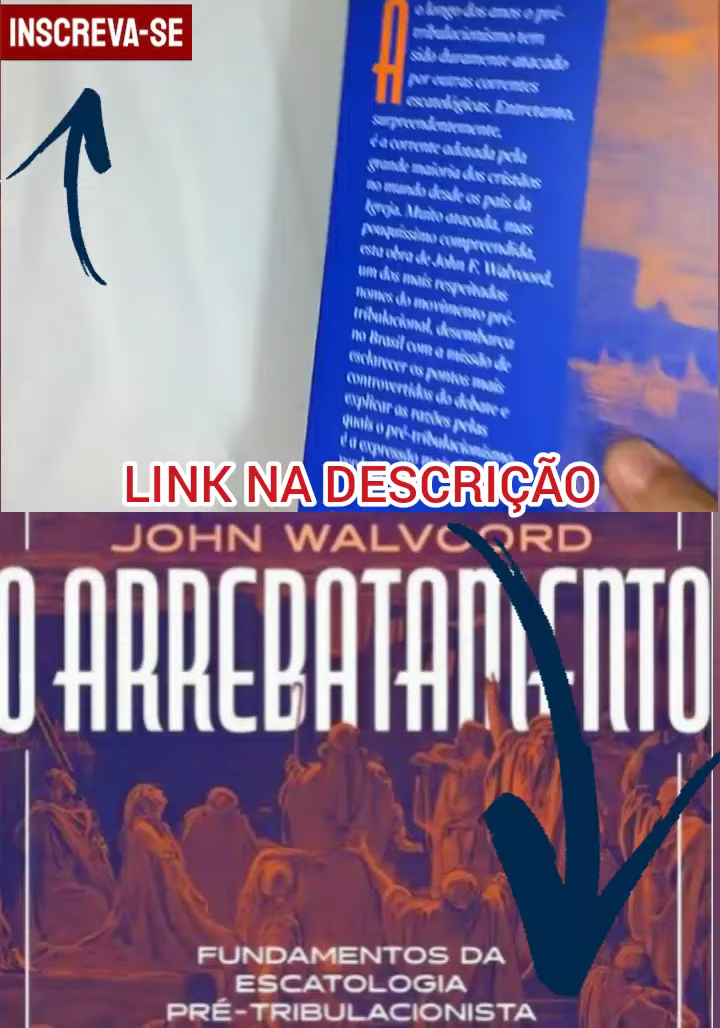 INSCREVA-SE
Ao longo dos anos o pré-
tribulacionismo tem
sido duramente atacado
por outras correntes
escatológicas. Entretanto,
surpreendentemente,
é a corrente adotada pela
grande maioria dos cristãos
no mundo desde os pais da
Igreja. Muito atacada, mas
pouquíssimo compreendida,
esta obra de John F. Walvoord,
um dos mais respeitados
nomes do movimento pré-
tribulacional, desembarca
no Brasil com a missão de
esclarecer os pontos mais
controvertidos do debate e
explicar as razões pelas
quais o pré-tribulacionismo
é a expressão
LINK NA DESCRIÇÃO
JOHN WALVOORD
O ARREBATAMENTO
FUNDAMENTOS DA
ESCATOLOGIA
PRÉ-TRIBULACIONISTA